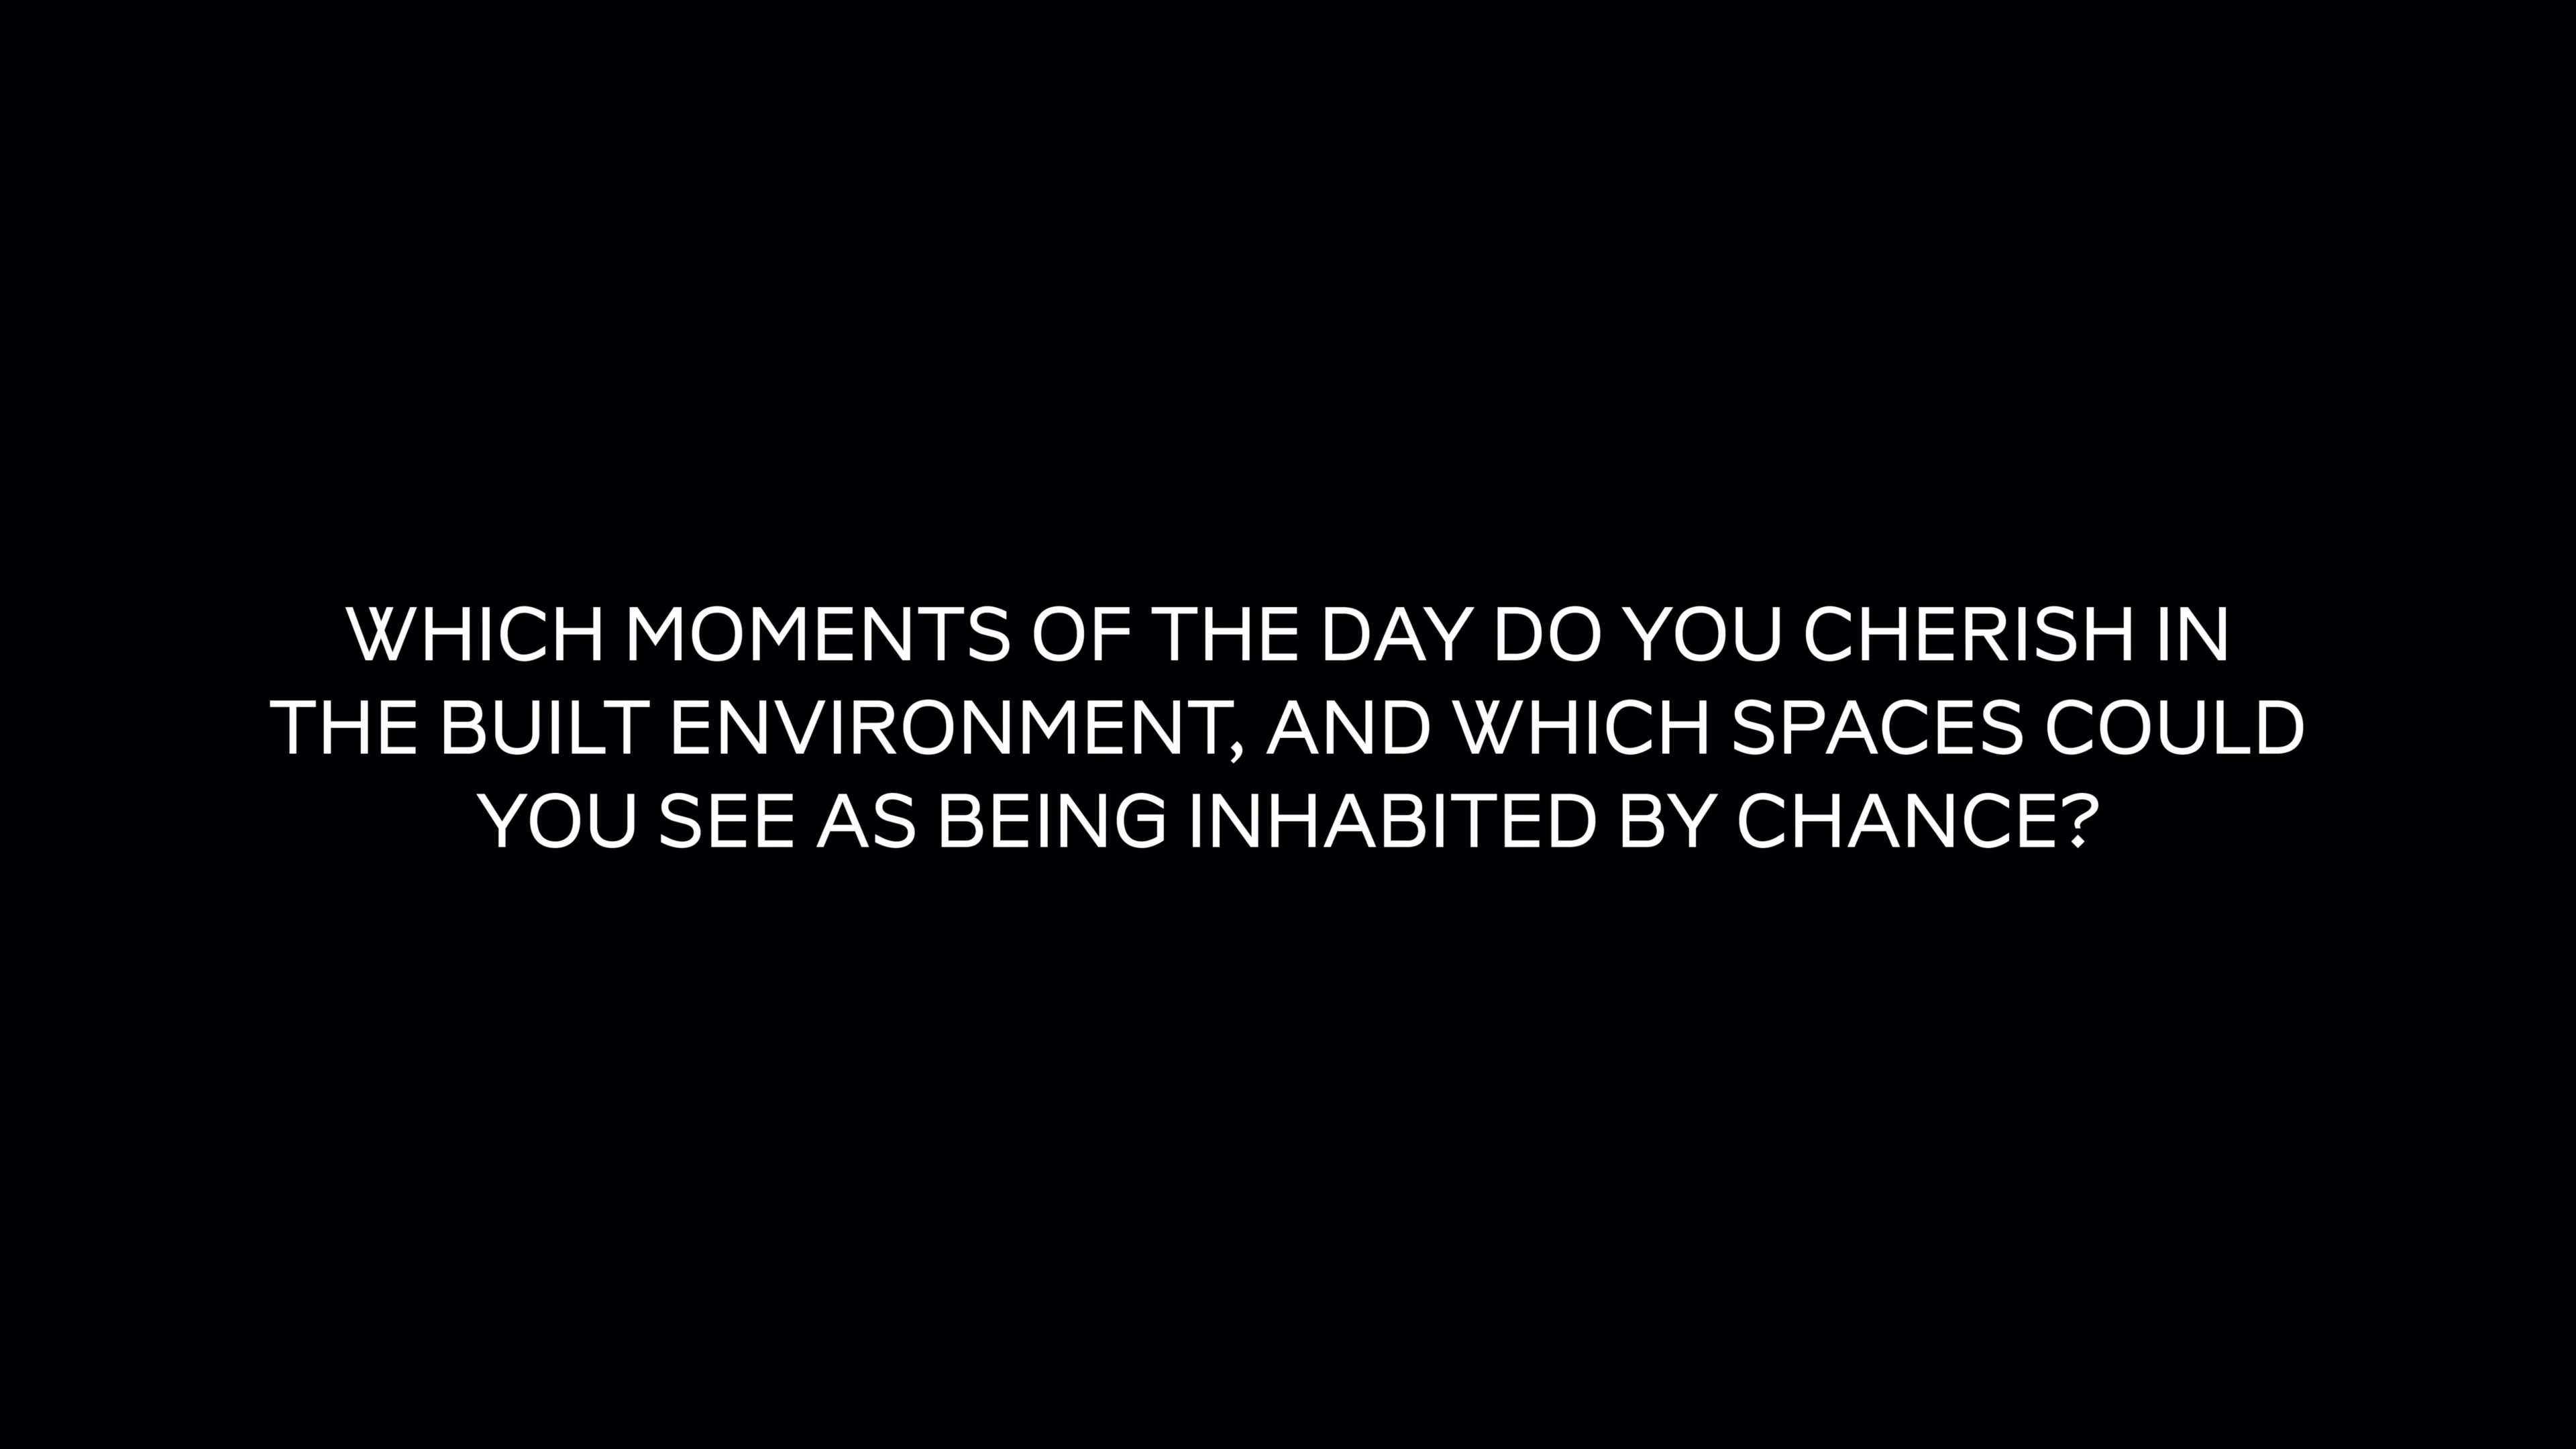 WHICH MOMENTS OF THE DAY DO YOU CHERISH IN
THE BUILT ENVIRONMENT, AND WHICH SPACES COULD
YOU SEE AS BEING INHABITED BY CHANCE?